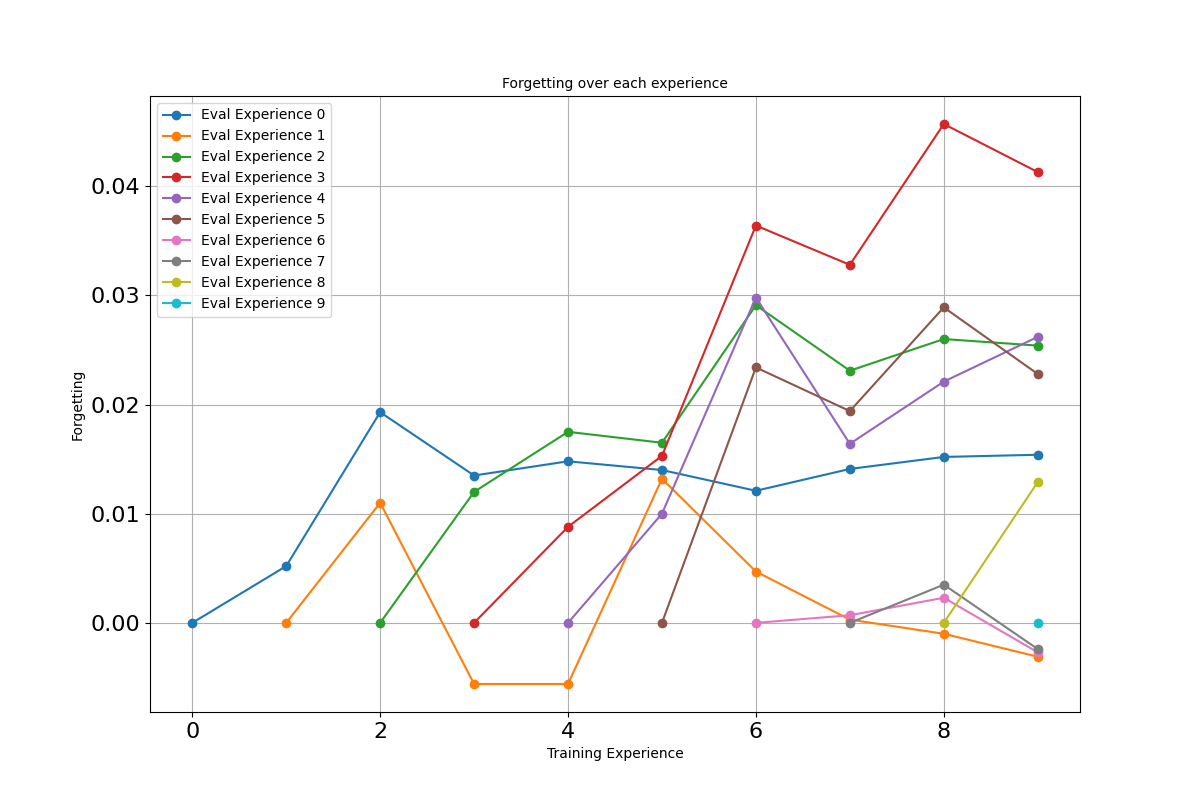 Forgetting over each experience
Eval Experience 0
Eval Experience 1
Eval Experience 2
Eval Experience 3
Eval Experience 4
Eval Experience 5
Eval Experience 6
Eval Experience 7
Eval Experience 8
Eval Experience 9
0.04
0.03
0.02
0.01
0.00
Forgetting
0 2 4 6 8
Training Experience